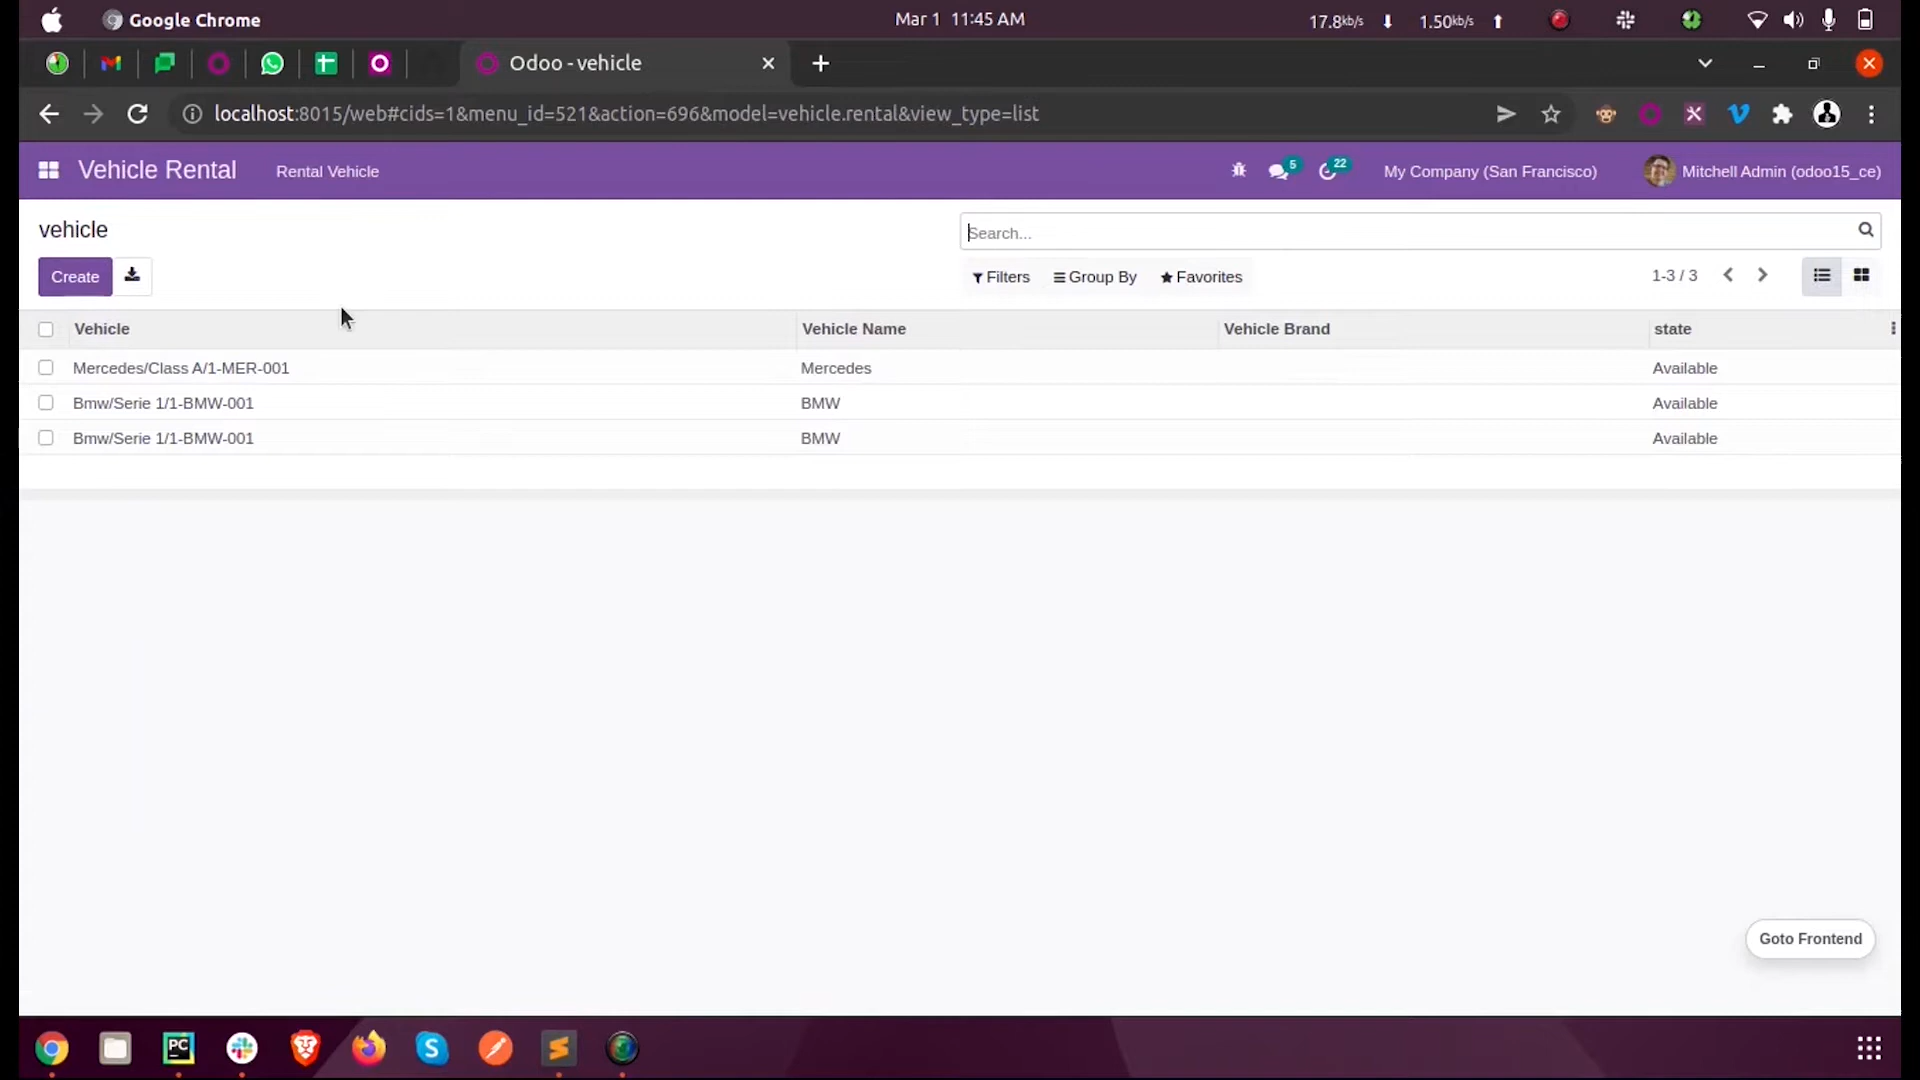 Google Chrome
Mar 1 11:45 AM
17.8kb/s
1.50kb/s
Odoo - vehicle
localhost:8015/web#cids=1&menu_id=521&action=696&model=vehicle.rental&view_type=list
Vehicle Rental
Rental Vehicle
5
22
My Company (San Francisco)
Mitchell Admin (odoo15_ce)
vehicle
Search...
Create
Filters
Group By
Favorites
1-3 / 3
Vehicle Vehicle Name Vehicle Brand state
Mercedes/Class A/1-MER-001 Mercedes Available
Bmw/Serie 1/1-BMW-001 BMW Available
Bmw/Serie 1/1-BMW-001 BMW Available
Goto Frontend
PC
S